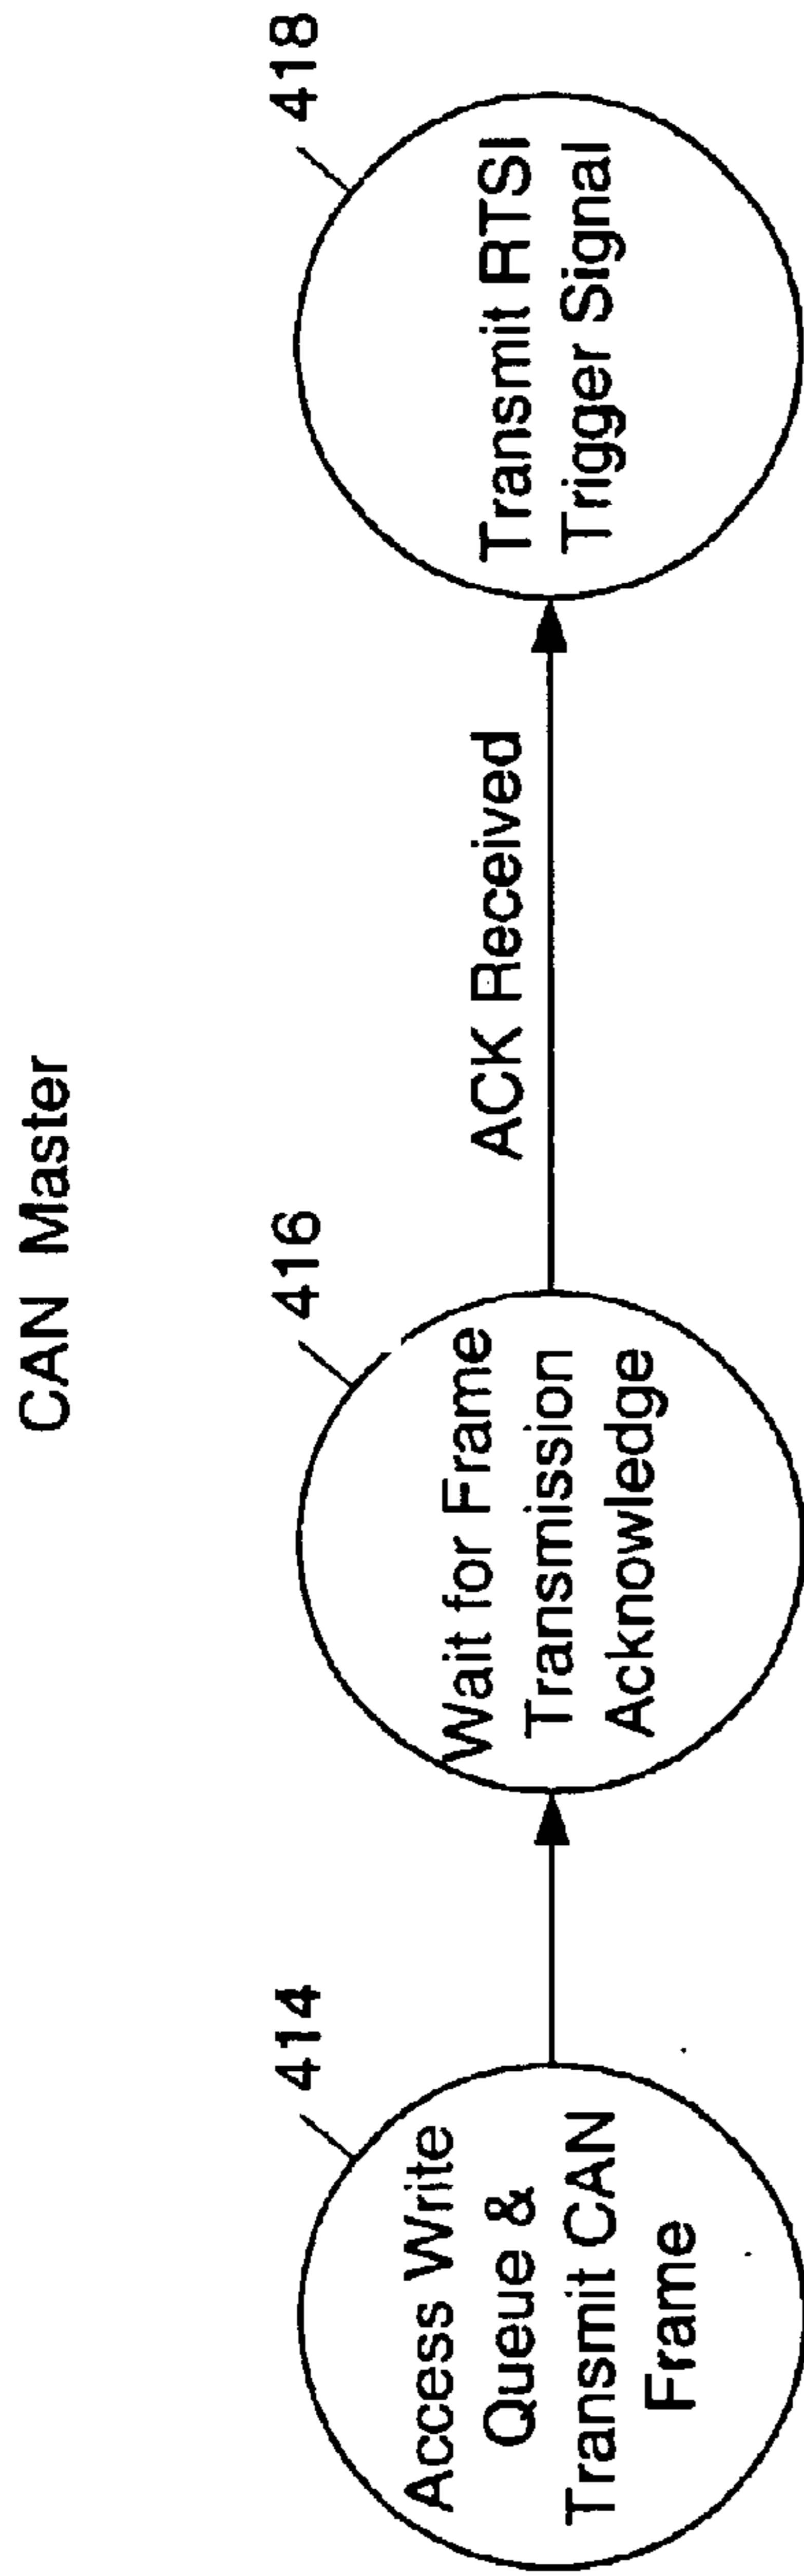 CAN Master
414
Access Write
Queue &
Transmit CAN
Frame
416
Wait for Frame
Transmission
Acknowledge
ACK Received
418
Transmit RTSI
Trigger Signal